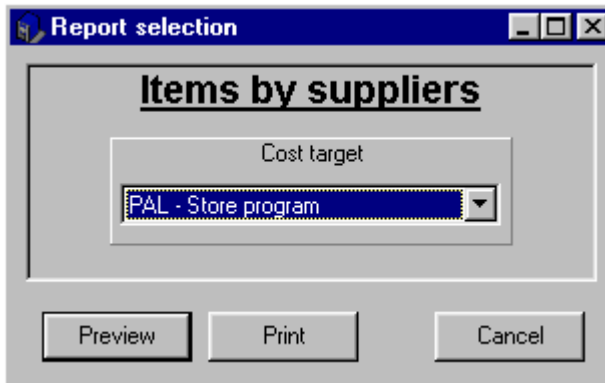 Report selection
Items by suppliers
Cost target
PAL - Store program
Preview Print Cancel